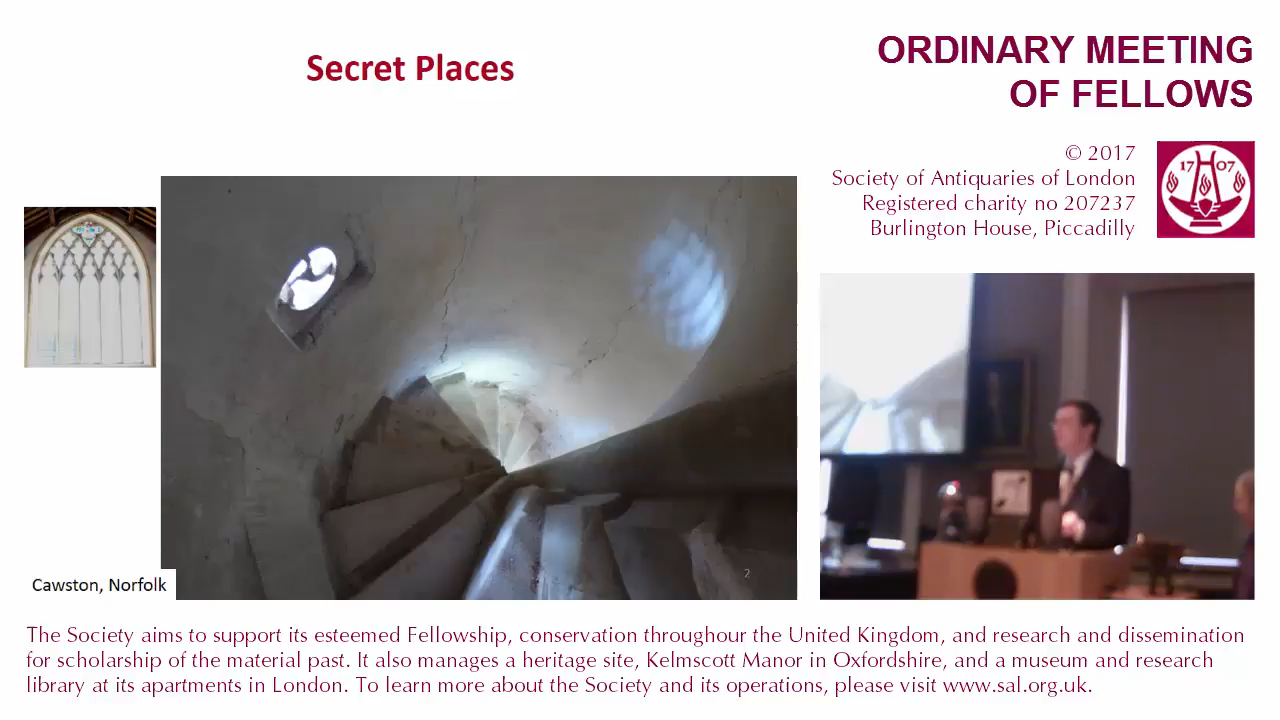 Secret Places
ORDINARY MEETING
OF FELLOWS
© 2017
Society of Antiquaries of London
Registered charity no 207237
Burlington House, Piccadilly
17 07
2
Cawston, Norfolk
The Society aims to support its esteemed Fellowship, conservation throughour the United Kingdom, and research and dissemination
for scholarship of the material past. It also manages a heritage site, Kelmscott Manor in Oxfordshire, and a museum and research
library at its apartments in London. To learn more about the Society and its operations, please visit www.sal.org.uk.